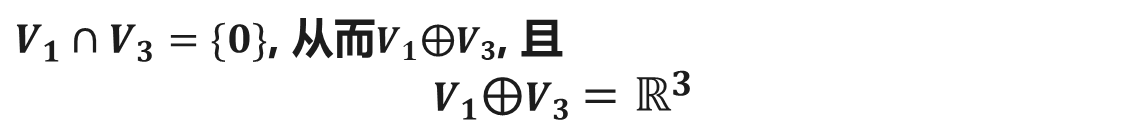 V₁ ∩ V₃ = {0}, 从而V₁⊕V₃, 且
V₁⊕V₃ = ℝ³